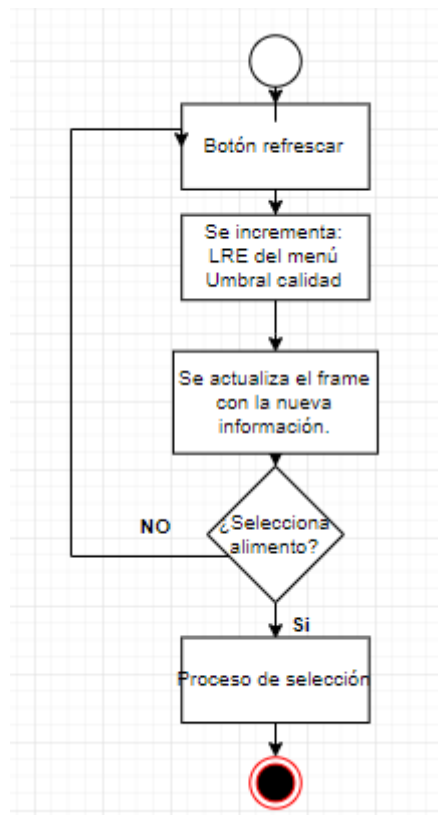 Botón refrescar
Se incrementa:
LRE del menú
Umbral calidad
Se actualiza el frame
con la nueva
información.
¿Selecciona
alimento?
NO
Si
Proceso de selección